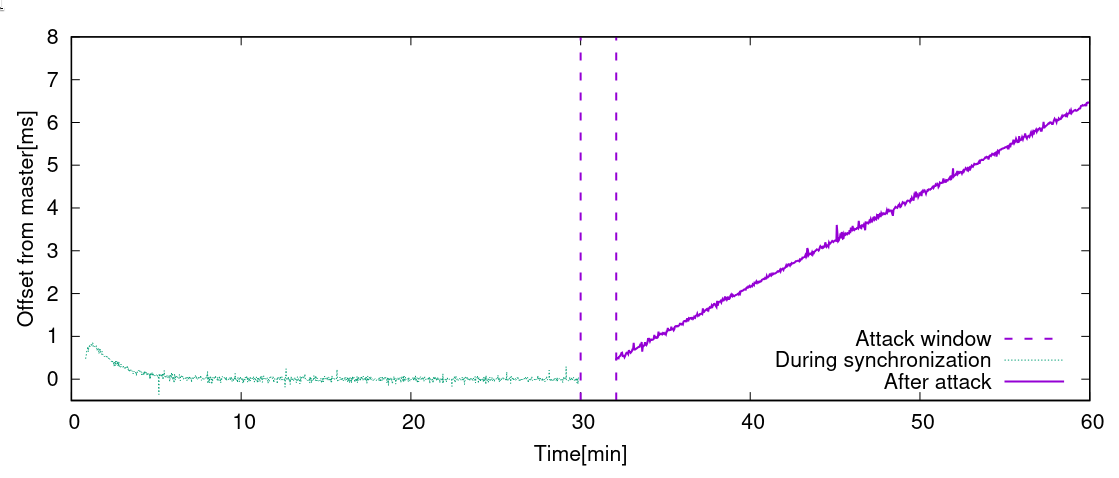 8
7
6
5
4
3
2
1
0
Offset from master[ms]
Attack window
During synchronization
After attack
0 10 20 30 40 50 60
Time[min]